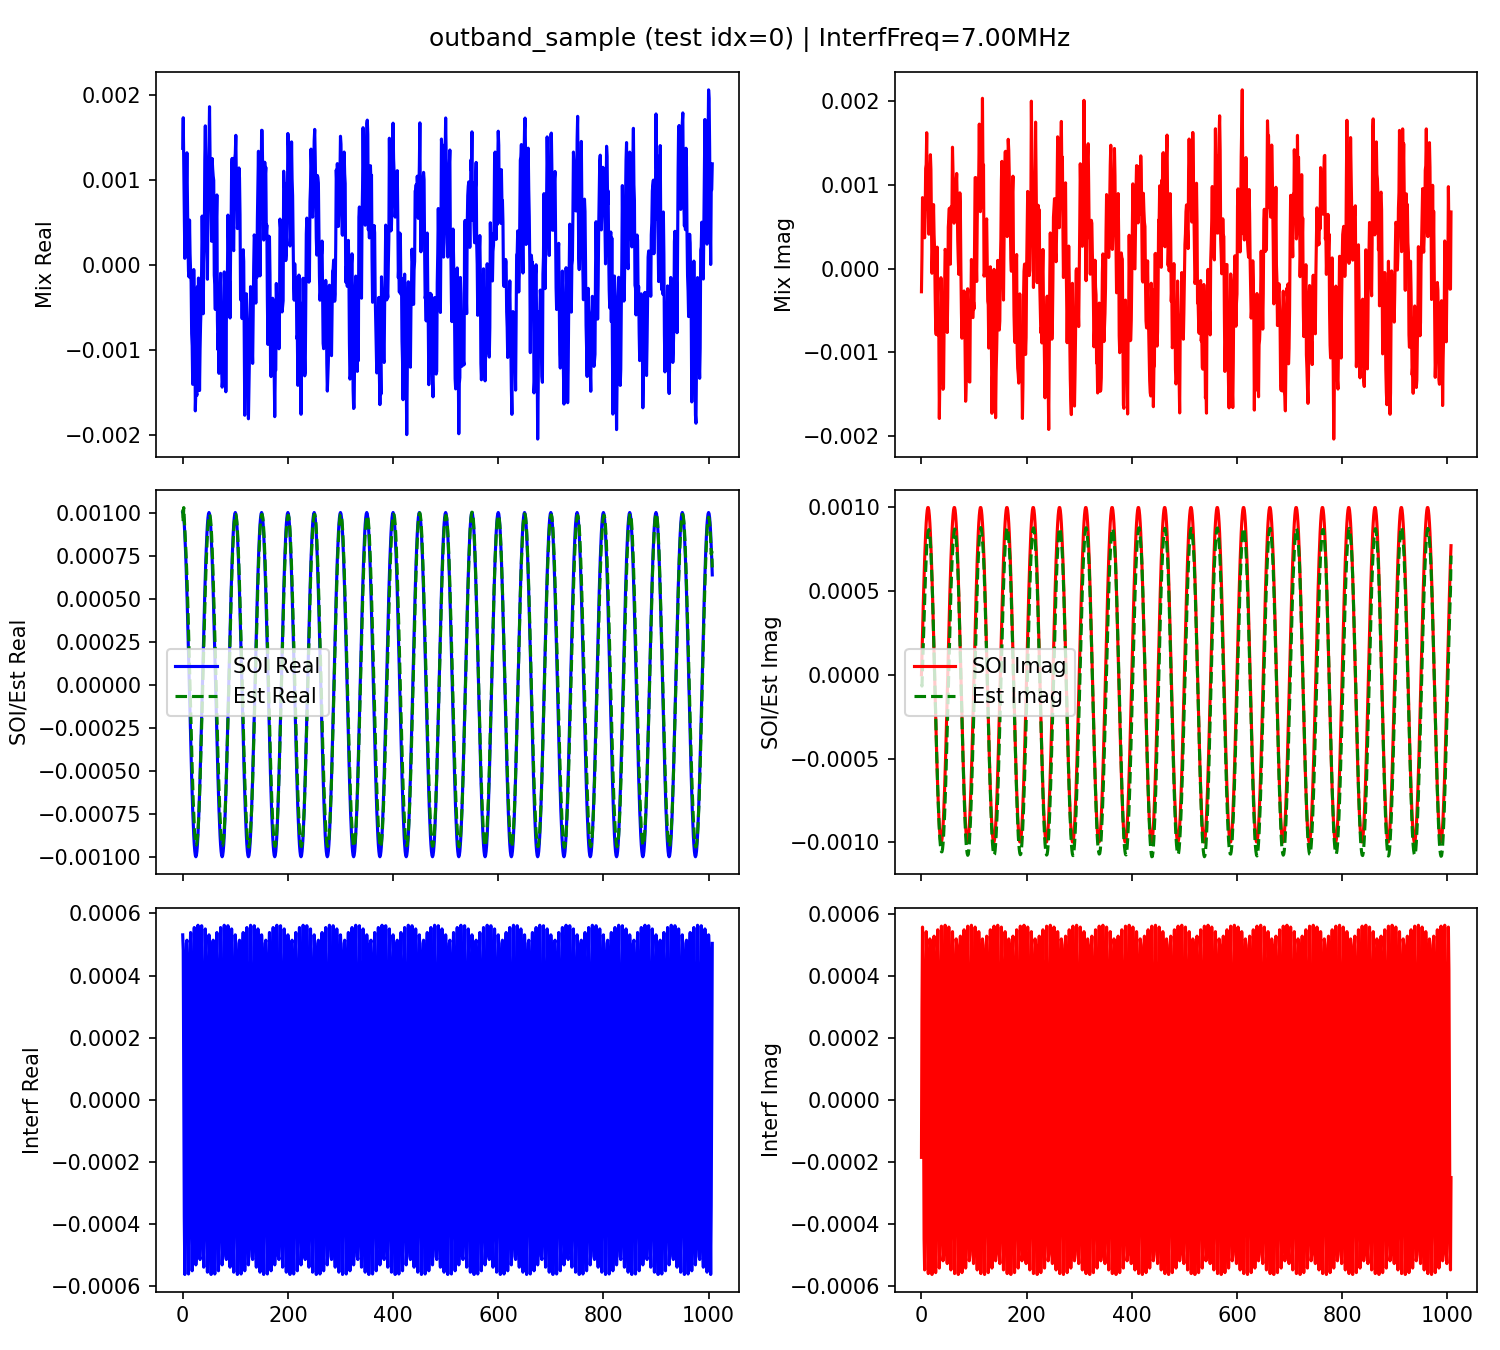 outband_sample (test idx=0) | InterfFreq=7.00MHz
Mix Real
0.002
0.001
0.000
−0.001
−0.002
Mix Imag
0.002
0.001
0.000
−0.001
−0.002
SOI/Est Real
0.00100
0.00075
0.00050
0.00025
0.00000
−0.00025
−0.00050
−0.00075
−0.00100
SOI Real
Est Real
SOI/Est Imag
0.0010
0.0005
0.0000
−0.0005
−0.0010
SOI Imag
Est Imag
Interf Real
0.0006
0.0004
0.0002
0.0000
−0.0002
−0.0004
−0.0006
0 200 400 600 800 1000
Interf Imag
0.0006
0.0004
0.0002
0.0000
−0.0002
−0.0004
−0.0006
0 200 400 600 800 1000